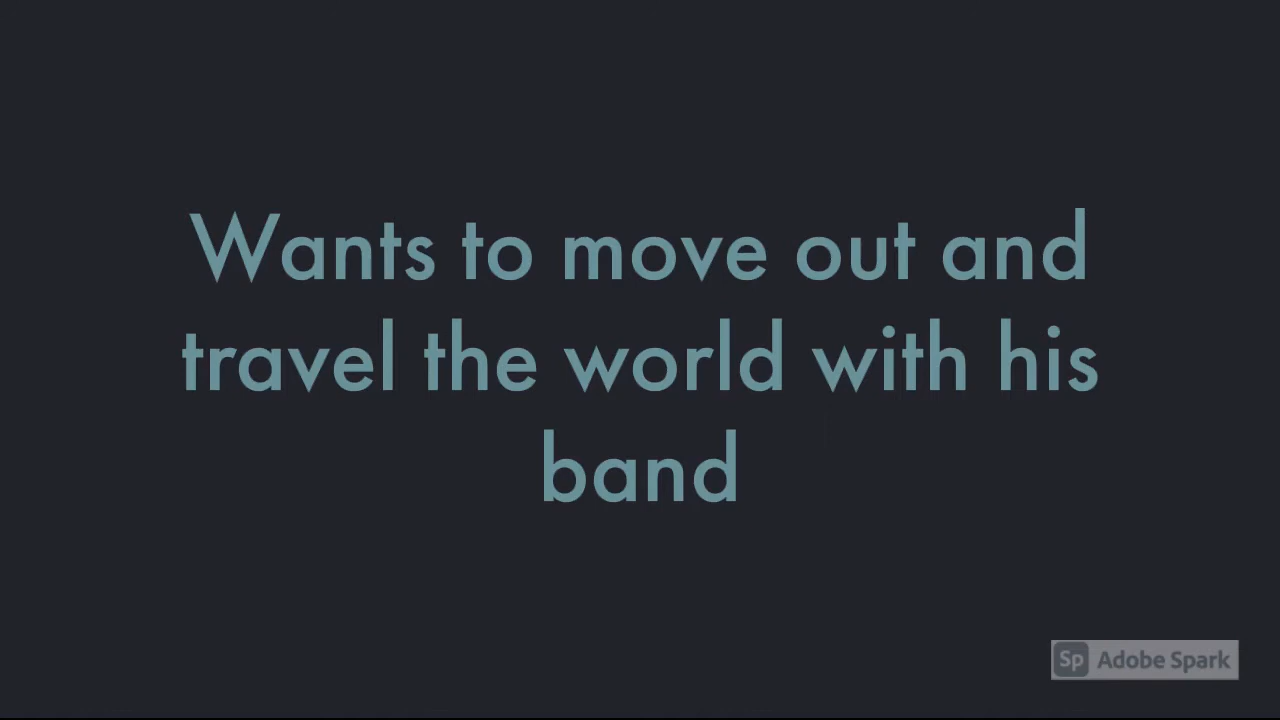 Wants to move out and
travel the world with his
band
Sp Adobe Spark